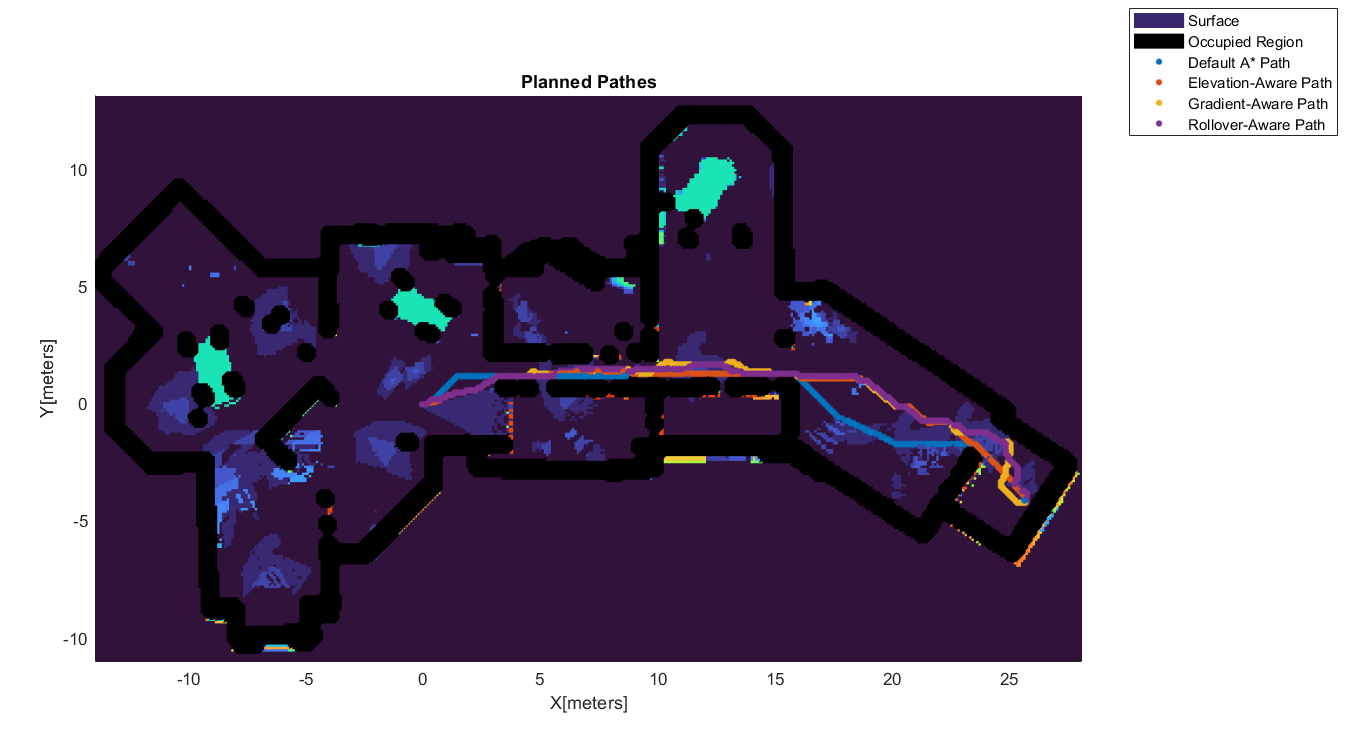 Surface
Occupied Region
Default A* Path
Elevation-Aware Path
Gradient-Aware Path
Rollover-Aware Path
Planned Pathes
10
5
0
-5
-10
Y[meters]
-10 -5 0 5 10 15 20 25
X[meters]